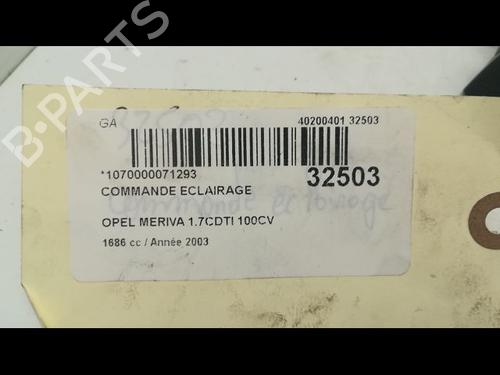 B-PARTS
GA 40200401 32503
*1070000071293 32503
COMMANDE ECLAIRAGE
OPEL MERIVA 1.7CDTI 100CV
1686 cc / Année 2003